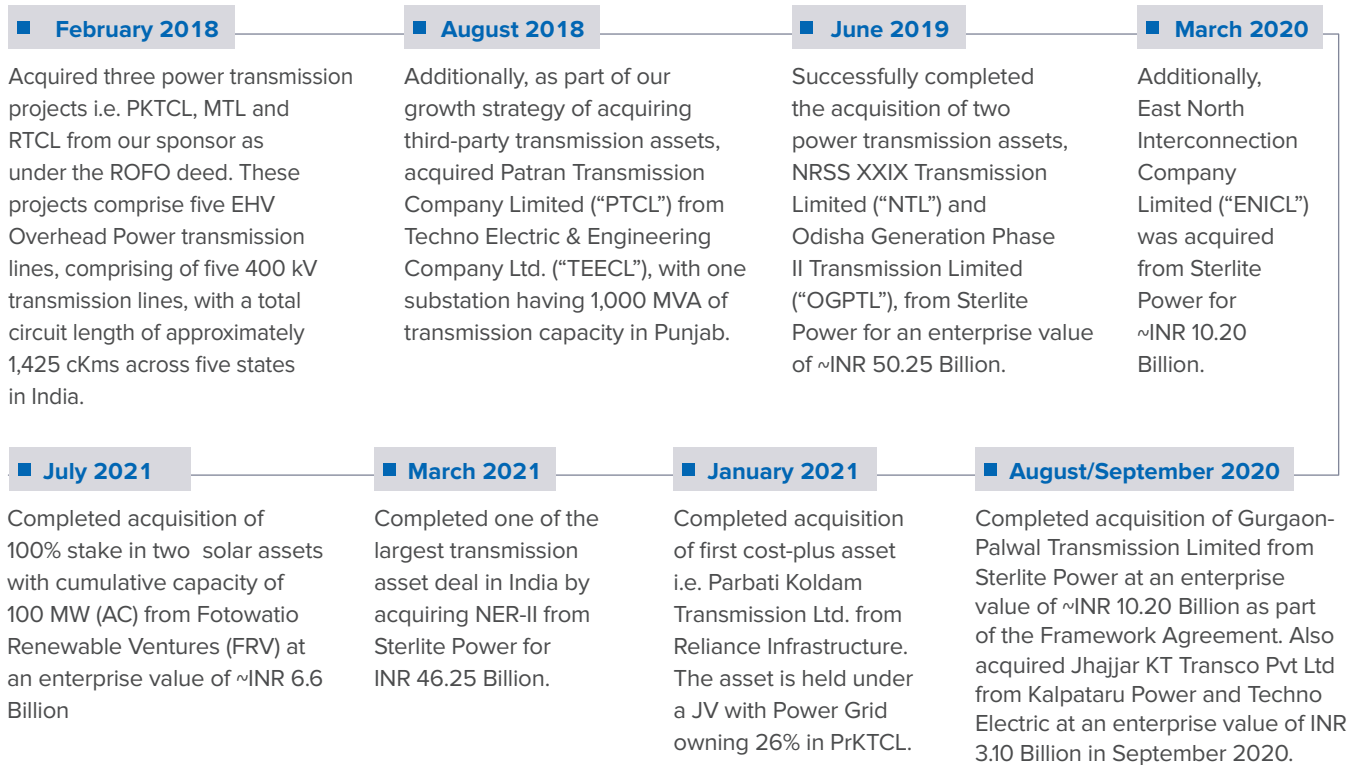 February 2018
Acquired three power transmission
projects i.e. PKTCL, MTL and
RTCL from our sponsor as
under the ROFO deed. These
projects comprise five EHV
Overhead Power transmission
lines, comprising of five 400 kV
transmission lines, with a total
circuit length of approximately
1,425 cKms across five states
in India.
August 2018
Additionally, as part of our
growth strategy of acquiring
third-party transmission assets,
acquired Patran Transmission
Company Limited (“PTCL”) from
Techno Electric & Engineering
Company Ltd. (“TEECL”), with one
substation having 1,000 MVA of
transmission capacity in Punjab.
June 2019
Successfully completed
the acquisition of two
power transmission assets,
NRSS XXIX Transmission
Limited (“NTL”) and
Odisha Generation Phase
II Transmission Limited
(“OGPTL”), from Sterlite
Power for an enterprise value
of ~INR 50.25 Billion.
March 2020
Additionally,
East North
Interconnection
Company
Limited (“ENICL”)
was acquired
from Sterlite
Power for
~INR 10.20
Billion.
August/September 2020
Completed acquisition of Gurgaon-
Palwal Transmission Limited from
Sterlite Power at an enterprise
value of ~INR 10.20 Billion as part
of the Framework Agreement. Also
acquired Jhajjar KT Transco Pvt Ltd
from Kalpataru Power and Techno
Electric at an enterprise value of INR
3.10 Billion in September 2020.
January 2021
Completed acquisition
of first cost-plus asset
i.e. Parbati Koldam
Transmission Ltd. from
Reliance Infrastructure.
The asset is held under
a JV with Power Grid
owning 26% in PrKTCL.
March 2021
Completed one of the
largest transmission
asset deal in India by
acquiring NER-II from
Sterlite Power for
INR 46.25 Billion.
July 2021
Completed acquisition of
100% stake in two solar assets
with cumulative capacity of
100 MW (AC) from Fotowatio
Renewable Ventures (FRV) at
an enterprise value of ~INR 6.6
Billion